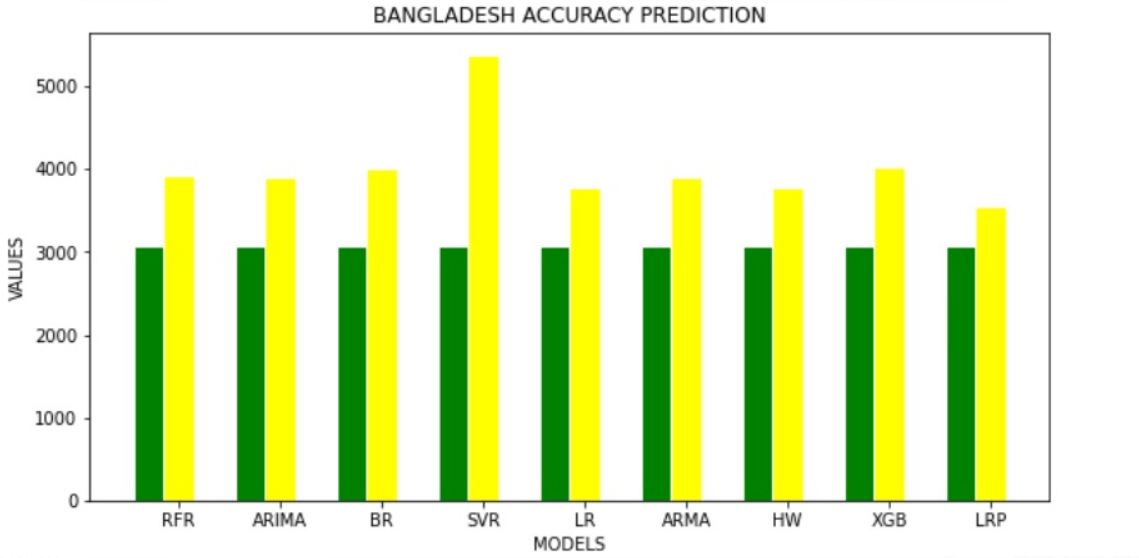 BANGLADESH ACCURACY PREDICTION
VALUES
5000
4000
3000
2000
1000
0
RFR ARIMA BR SVR LR ARMA HW XGB LRP
MODELS